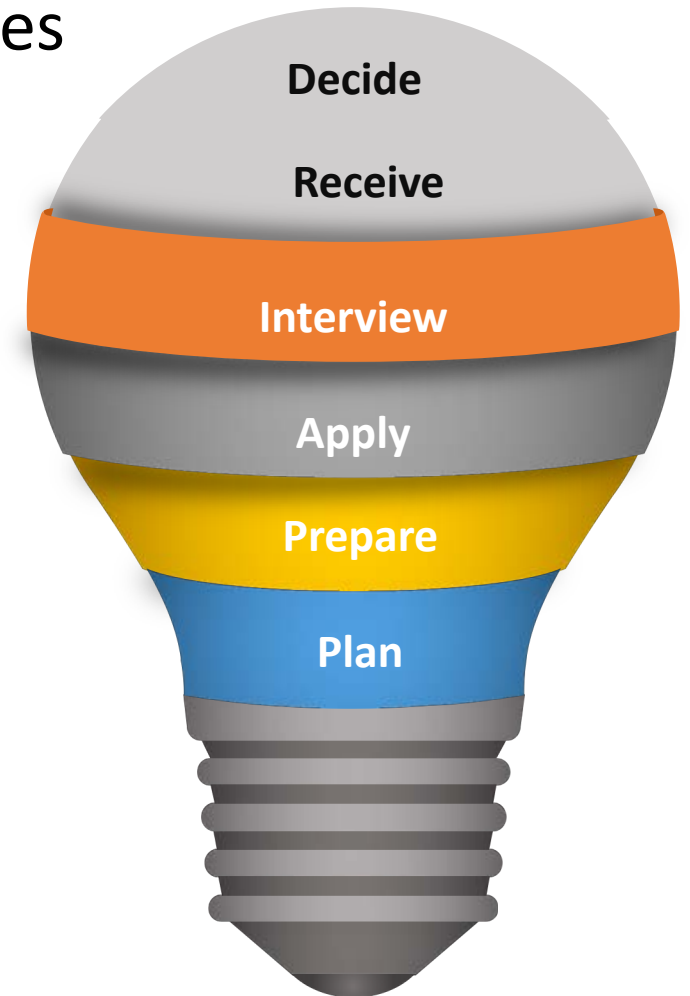 es
Decide
Receive
Interview
Apply
Prepare
Plan